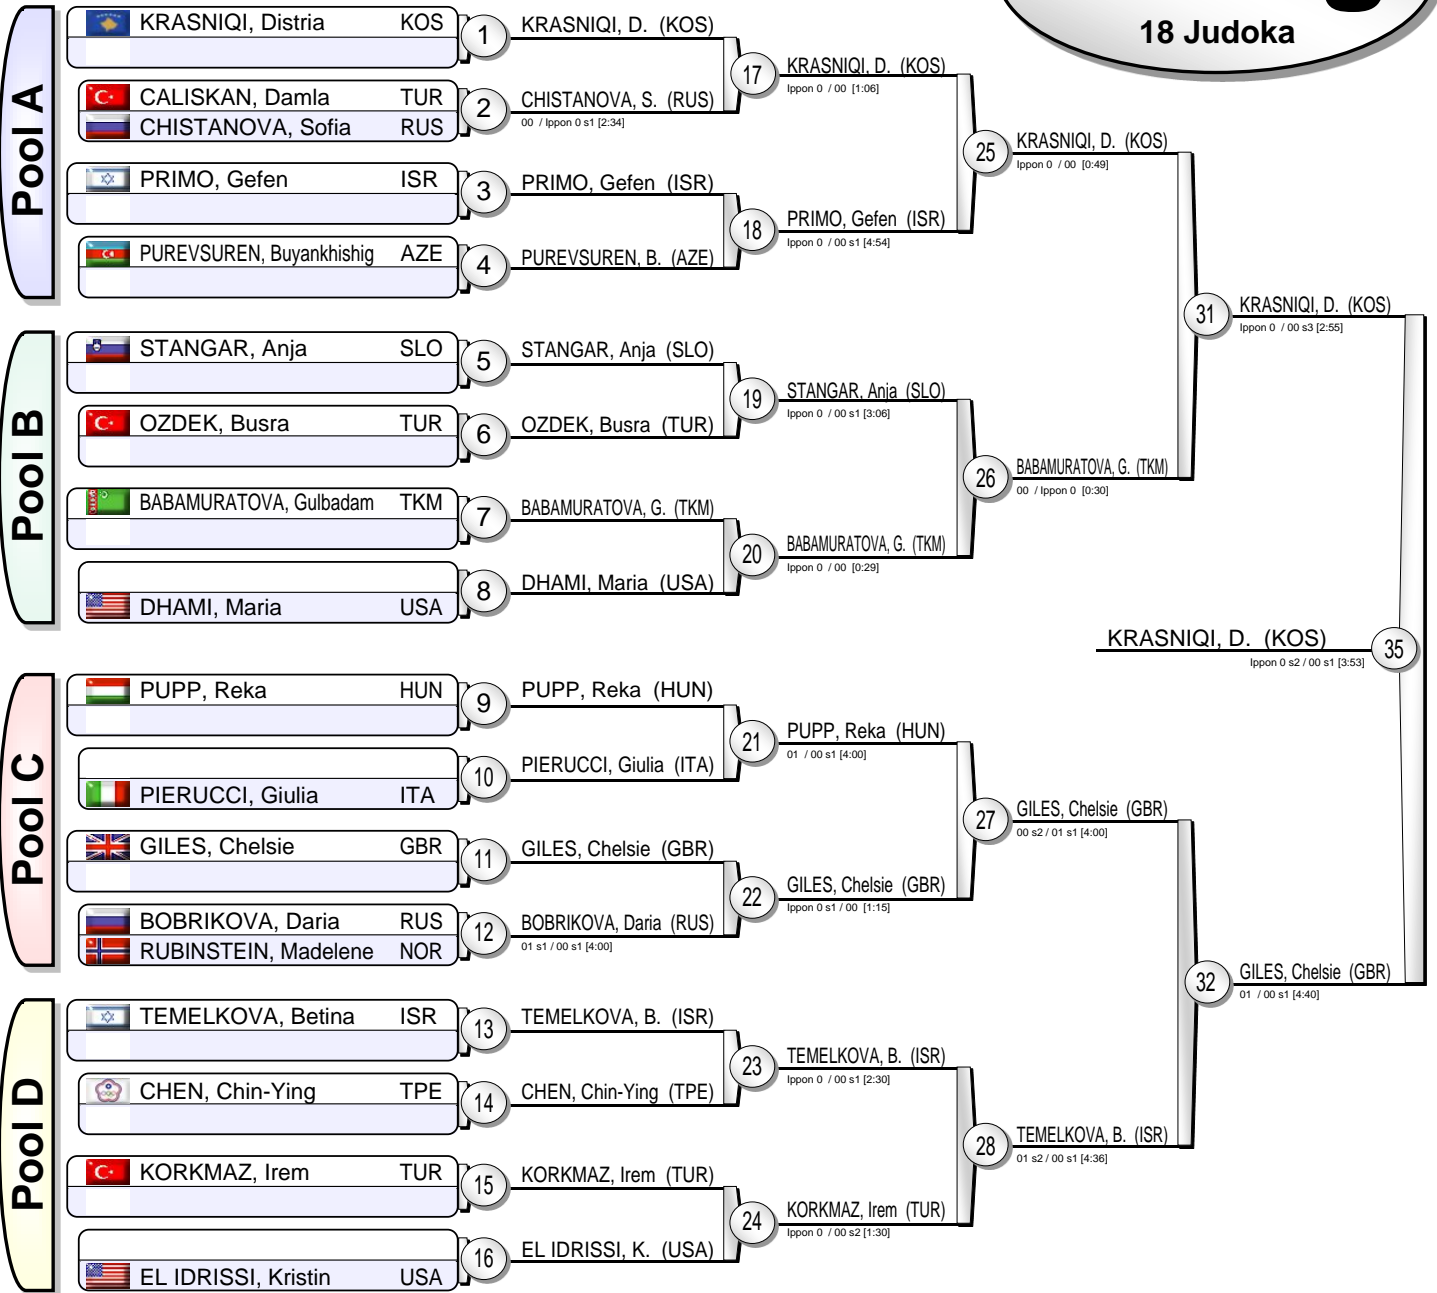 18 Judoka
Pool A
KRASNIQI, Distria KOS
1
KRASNIQI, D. (KOS)
CALISKAN, Damla TUR
CHISTANOVA, Sofia RUS
2
CHISTANOVA, S. (RUS)
00 / Ippon 0 s1 [2:34]
17
KRASNIQI, D. (KOS)
Ippon 0 / 00 [1:06]
PRIMO, Gefen ISR
3
PRIMO, Gefen (ISR)
PUREVSUREN, Buyankhishig AZE
4
PUREVSUREN, B. (AZE)
18
PRIMO, Gefen (ISR)
Ippon 0 / 00 s1 [4:54]
25
KRASNIQI, D. (KOS)
Ippon 0 / 00 [0:49]
Pool B
STANGAR, Anja SLO
5
STANGAR, Anja (SLO)
OZDEK, Busra TUR
6
OZDEK, Busra (TUR)
19
STANGAR, Anja (SLO)
Ippon 0 / 00 s1 [3:06]
BABAMURATOVA, Gulbadam TKM
7
BABAMURATOVA, G. (TKM)
DHAMI, Maria USA
8
DHAMI, Maria (USA)
20
BABAMURATOVA, G. (TKM)
Ippon 0 / 00 [0:29]
26
BABAMURATOVA, G. (TKM)
00 / Ippon 0 [0:30]
31
KRASNIQI, D. (KOS)
Ippon 0 / 00 s3 [2:55]
KRASNIQI, D. (KOS)
35
Ippon 0 s2 / 00 s1 [3:53]
Pool C
PUPP, Reka HUN
9
PUPP, Reka (HUN)
PIERUCCI, Giulia ITA
10
PIERUCCI, Giulia (ITA)
21
PUPP, Reka (HUN)
01 / 00 s1 [4:00]
GILES, Chelsie GBR
11
GILES, Chelsie (GBR)
BOBRIKOVA, Daria RUS
RUBINSTEIN, Madelene NOR
12
BOBRIKOVA, Daria (RUS)
01 s1 / 00 s1 [4:00]
22
GILES, Chelsie (GBR)
Ippon 0 s1 / 00 [1:15]
27
GILES, Chelsie (GBR)
00 s2 / 01 s1 [4:00]
Pool D
TEMELKOVA, Betina ISR
13
TEMELKOVA, B. (ISR)
CHEN, Chin-Ying TPE
14
CHEN, Chin-Ying (TPE)
23
TEMELKOVA, B. (ISR)
Ippon 0 / 00 s1 [2:30]
KORKMAZ, Irem TUR
15
KORKMAZ, Irem (TUR)
EL IDRISSI, Kristin USA
16
EL IDRISSI, K. (USA)
24
KORKMAZ, Irem (TUR)
Ippon 0 / 00 s2 [1:30]
28
TEMELKOVA, B. (ISR)
01 s2 / 00 s1 [4:36]
32
GILES, Chelsie (GBR)
01 / 00 s1 [4:40]